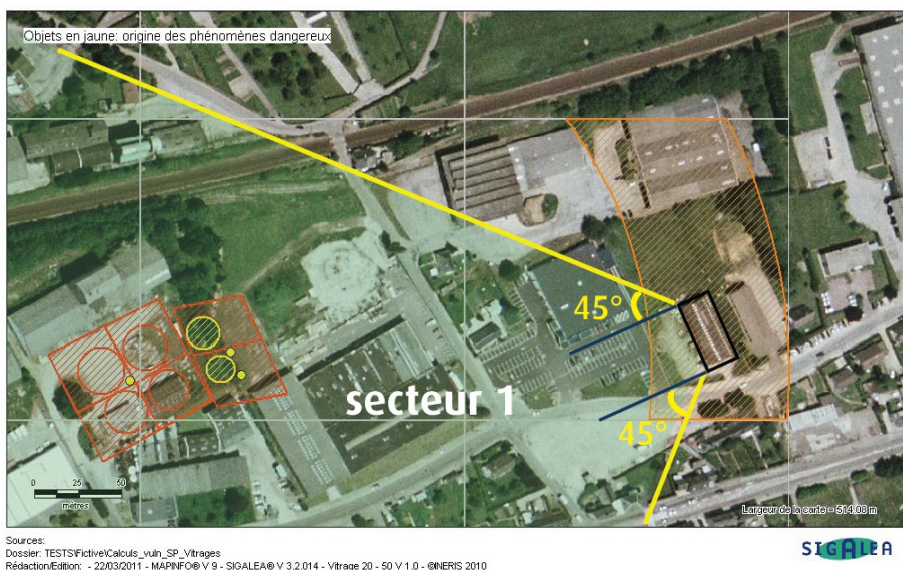 Objets en jaune: origine des phénomènes dangereux
45°
secteur 1
45°
0 25 50
mètres
Largeur de la carte = 514.08 m
Sources:
Dossier: TESTS\Fictive\Calculs_vuln_SP_Vitrages
Rédaction/Edition: - 22/03/2011 - MAPINFO® V 9 - SIGALEA® V 3.2.014 - Vitrage 20 - 50 V 1.0 - ©INERIS 2010
SIGALEA